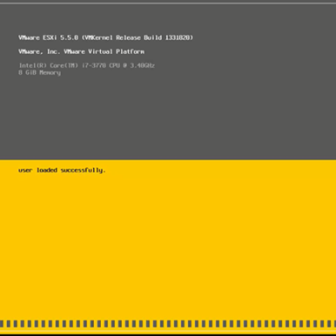 VMware ESXi 5.5.0 (VMKernel Release Build 1331820)
VMware, Inc. VMware Virtual Platform
Intel(R) Core(TM) i7-3770 CPU @ 3.40GHz
8 GiB Memory
user loaded successfully.